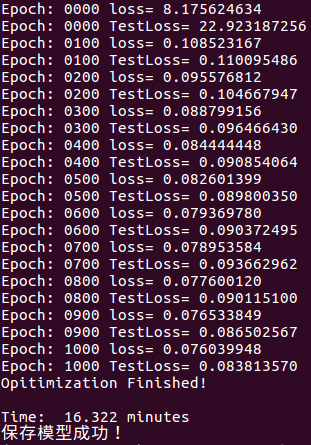 Epoch: 0000 loss= 8.175624634
Epoch: 0000 TestLoss= 22.923187256
Epoch: 0100 loss= 0.108523167
Epoch: 0100 TestLoss= 0.110095486
Epoch: 0200 loss= 0.095576812
Epoch: 0200 TestLoss= 0.104667947
Epoch: 0300 loss= 0.088799156
Epoch: 0300 TestLoss= 0.096466430
Epoch: 0400 loss= 0.084444448
Epoch: 0400 TestLoss= 0.090854064
Epoch: 0500 loss= 0.082601399
Epoch: 0500 TestLoss= 0.089800350
Epoch: 0600 loss= 0.079369780
Epoch: 0600 TestLoss= 0.090372495
Epoch: 0700 loss= 0.078953584
Epoch: 0700 TestLoss= 0.093662962
Epoch: 0800 loss= 0.077600120
Epoch: 0800 TestLoss= 0.090115100
Epoch: 0900 loss= 0.076533849
Epoch: 0900 TestLoss= 0.086502567
Epoch: 1000 loss= 0.076039948
Epoch: 1000 TestLoss= 0.083813570
Opitimization Finished!
Time:  16.322 minutes
保存模型成功！